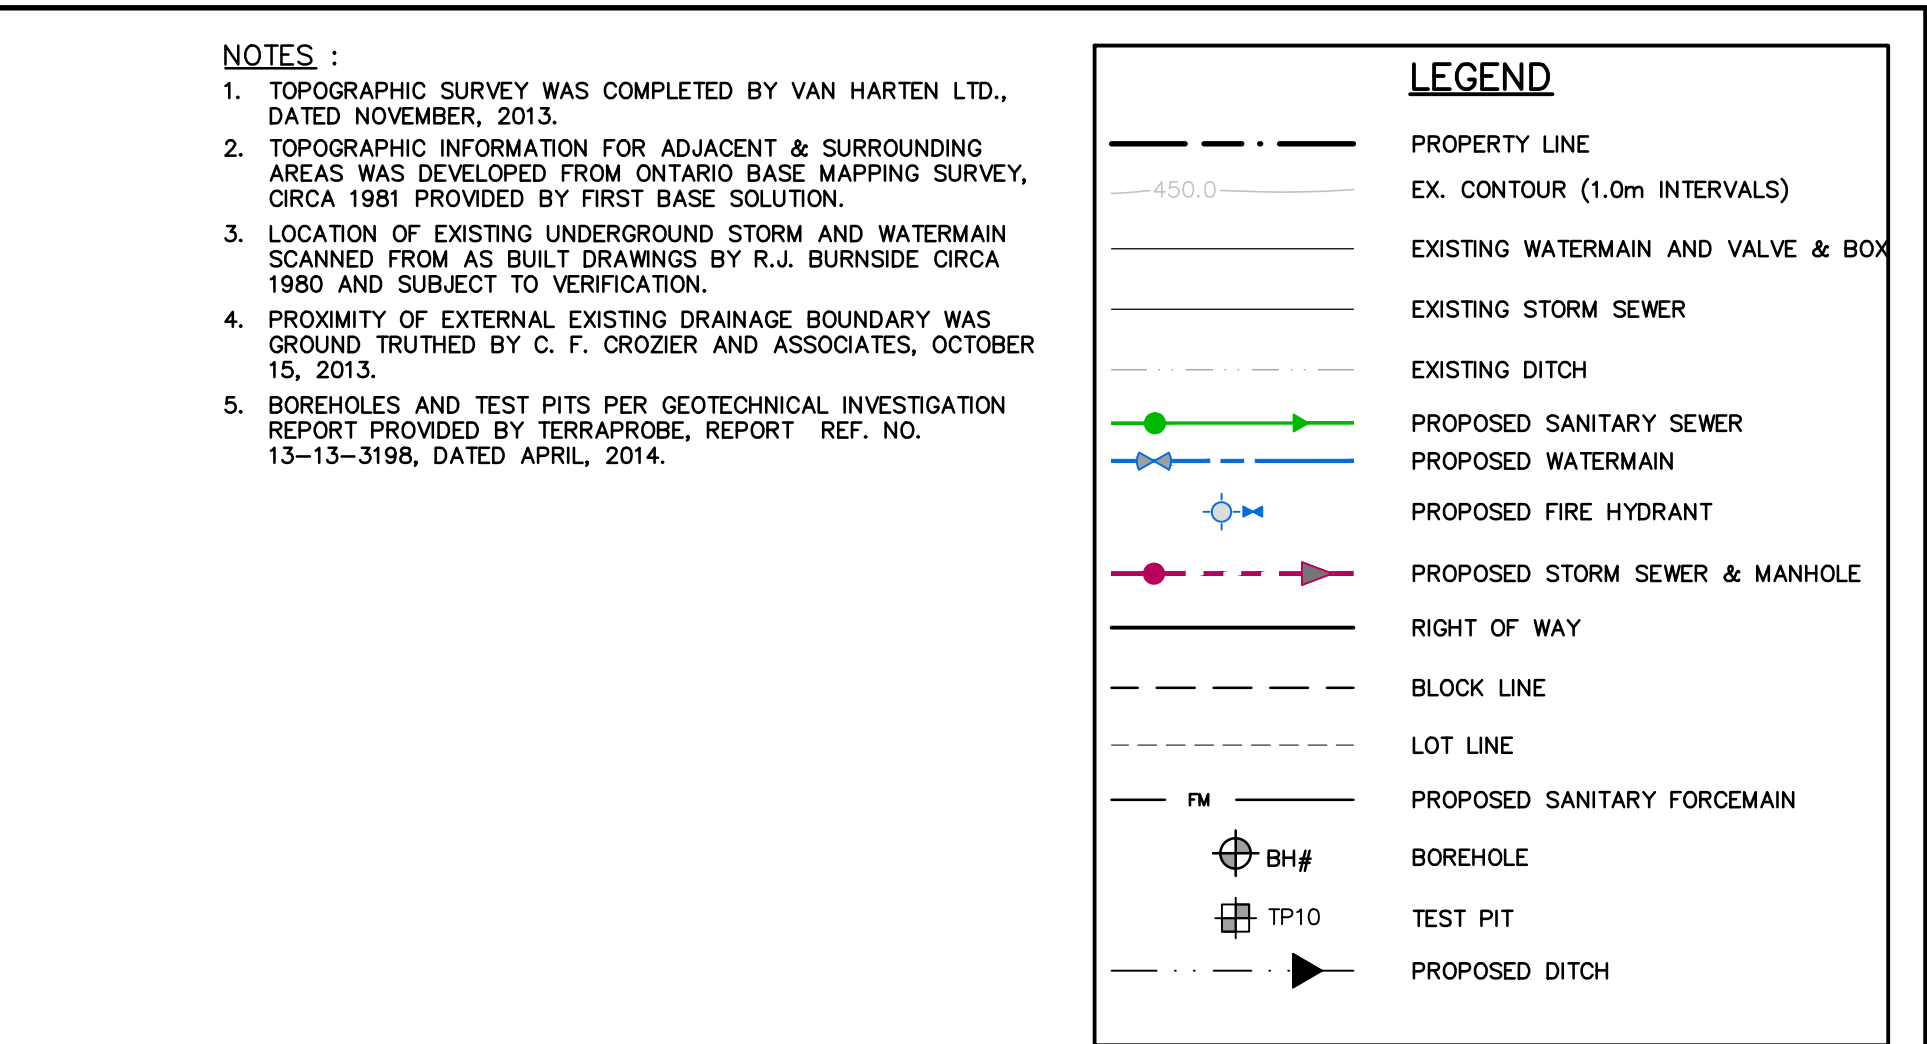 NOTES :
1. TOPOGRAPHIC SURVEY WAS COMPLETED BY VAN HARTEN LTD.,
DATED NOVEMBER, 2013.
2. TOPOGRAPHIC INFORMATION FOR ADJACENT & SURROUNDING
AREAS WAS DEVELOPED FROM ONTARIO BASE MAPPING SURVEY,
CIRCA 1981 PROVIDED BY FIRST BASE SOLUTION.
3. LOCATION OF EXISTING UNDERGROUND STORM AND WATERMAIN
SCANNED FROM AS BUILT DRAWINGS BY R.J. BURNSIDE CIRCA
1980 AND SUBJECT TO VERIFICATION.
4. PROXIMITY OF EXTERNAL EXISTING DRAINAGE BOUNDARY WAS
GROUND TRUTHED BY C. F. CROZIER AND ASSOCIATES, OCTOBER
15, 2013.
5. BOREHOLES AND TEST PITS PER GEOTECHNICAL INVESTIGATION
REPORT PROVIDED BY TERRAPROBE, REPORT REF. NO.
13-13-3198, DATED APRIL, 2014.
LEGEND
PROPERTY LINE
450.0 EX. CONTOUR (1.0m INTERVALS)
EXISTING WATERMAIN AND VALVE & BOX
EXISTING STORM SEWER
EXISTING DITCH
PROPOSED SANITARY SEWER
PROPOSED WATERMAIN
PROPOSED FIRE HYDRANT
PROPOSED STORM SEWER & MANHOLE
RIGHT OF WAY
BLOCK LINE
LOT LINE
FM PROPOSED SANITARY FORCEMAIN
BH# BOREHOLE
TP10 TEST PIT
PROPOSED DITCH